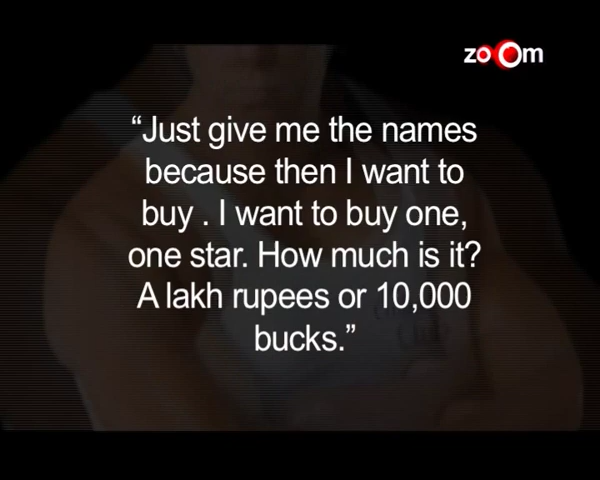 zoom
“Just give me the names
because then I want to
buy . I want to buy one,
one star. How much is it?
A lakh rupees or 10,000
bucks.”